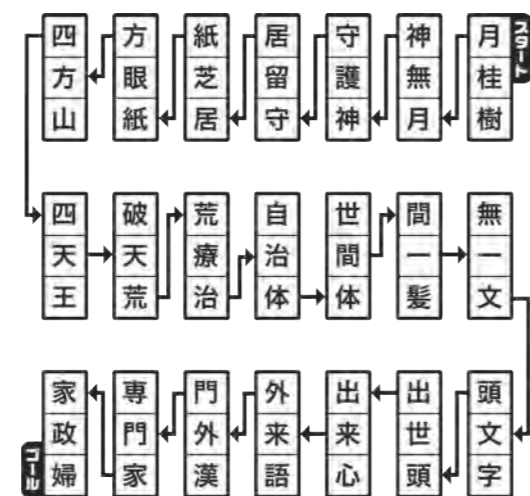 スタート
月桂樹
神無月
守護神
居留守
紙芝居
方眼紙
四方山
四天王
破天荒
荒療治
自治体
世間体
間一髪
無一文
頭文字
出世頭
出来心
外来語
門外漢
専門家
家政婦
ゴール